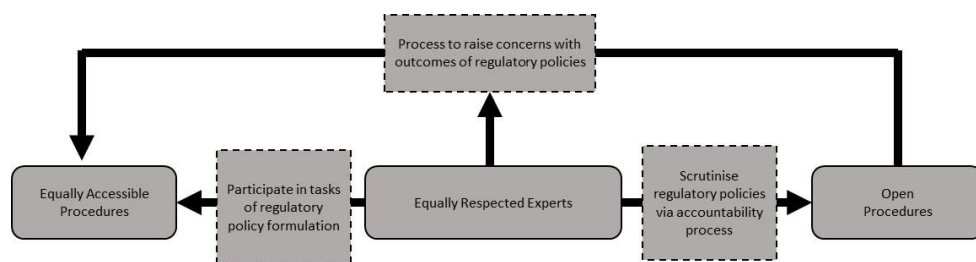 Process to raise concerns with
outcomes of regulatory policies
Equally Accessible
Procedures
Participate in tasks
of regulatory
policy formulation
Equally Respected Experts
Scrutinise
regulatory policies
via accountability
process
Open
Procedures